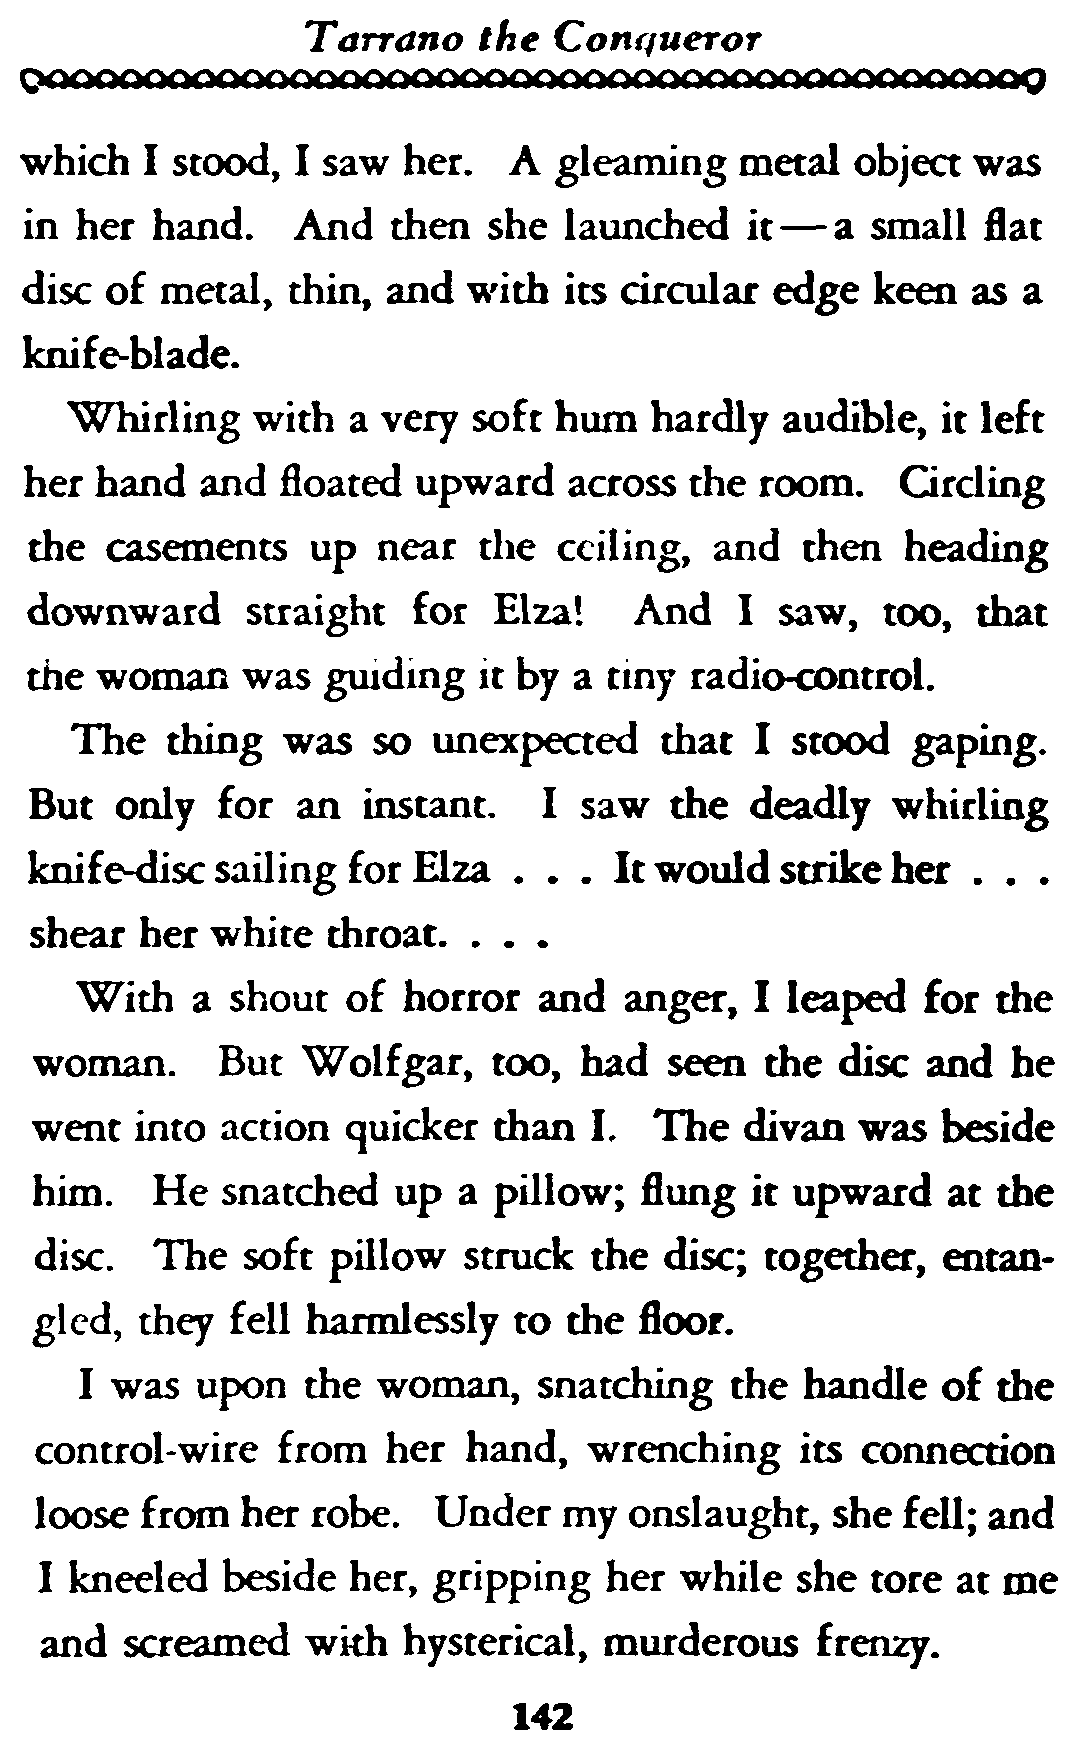 Tarrano the Conqueror
which I stood, I saw her. A gleaming metal object was
in her hand. And then she launched it—a small flat
disc of metal, thin, and with its circular edge keen as a
knife-blade.
Whirling with a very soft hum hardly audible, it left
her hand and floated upward across the room. Circling
the casements up near the ceiling, and then heading
downward straight for Elza! And I saw, too, that
the woman was guiding it by a tiny radio-control.
The thing was so unexpected that I stood gaping.
But only for an instant. I saw the deadly whirling
knife-disc sailing for Elza . . . It would strike her . . .
shear her white throat. . . .
With a shout of horror and anger, I leaped for the
woman. But Wolfgar, too, had seen the disc and he
went into action quicker than I. The divan was beside
him. He snatched up a pillow; flung it upward at the
disc. The soft pillow struck the disc; together, entan-
gled, they fell harmlessly to the floor.
I was upon the woman, snatching the handle of the
control-wire from her hand, wrenching its connection
loose from her robe. Under my onslaught, she fell; and
I kneeled beside her, gripping her while she tore at me
and screamed with hysterical, murderous frenzy.
142